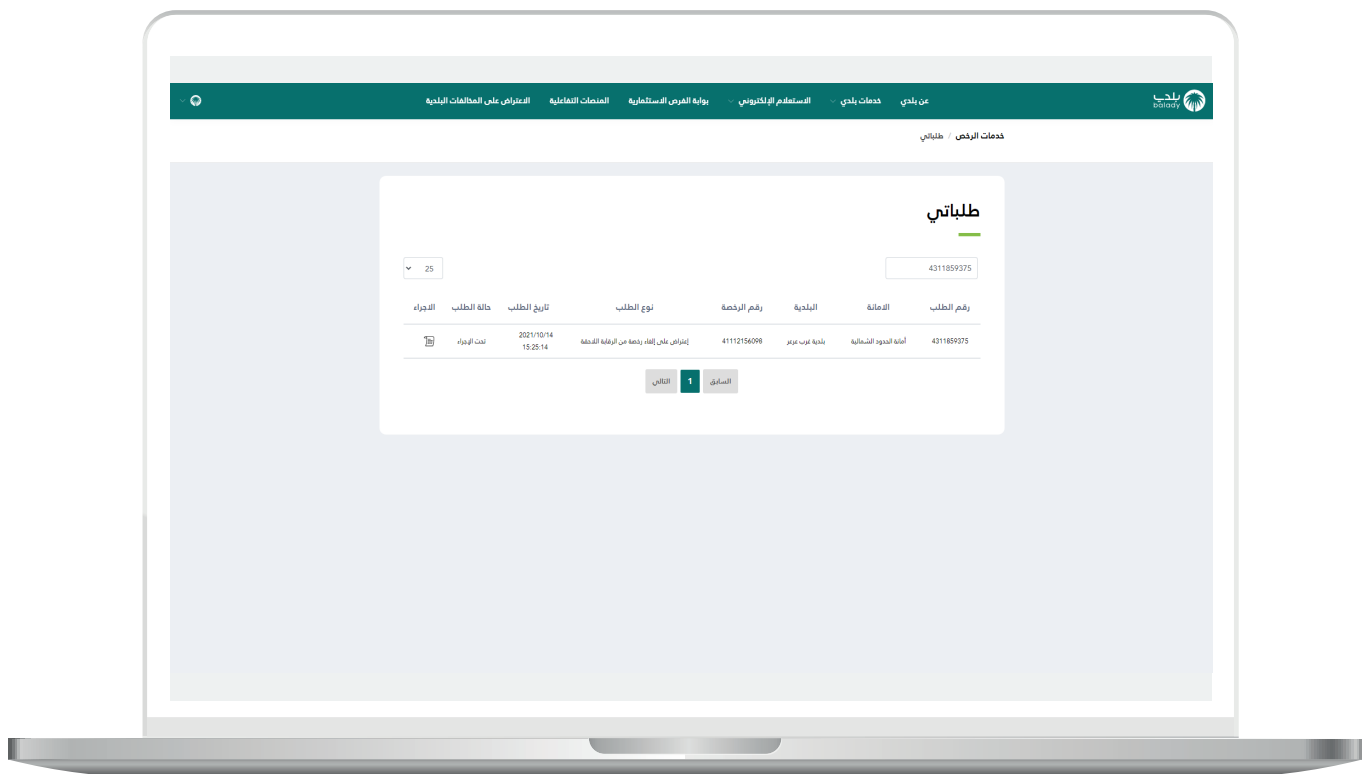 بلدي
balady
عن بلدي
خدمات بلدي
الاستعلام الإلكتروني
بوابة الفرص الاستثمارية
المنصات التفاعلية
الاعتراض على المخالفات البلدية
خدمات الرخص / طلباتي
طلباتي
4311859375
25
رقم الطلب
الامانة
البلدية
رقم الرخصة
نوع الطلب
تاريخ الطلب
حالة الطلب
الاجراء
4311859375
أمانة الحدود الشمالية
بلدية غرب عرعر
41112156098
إعتراض على إلغاء رخصة من الرقابة اللاحقة
2021/10/14
15:25:14
تحت الإجراء
السابق
1
التالي